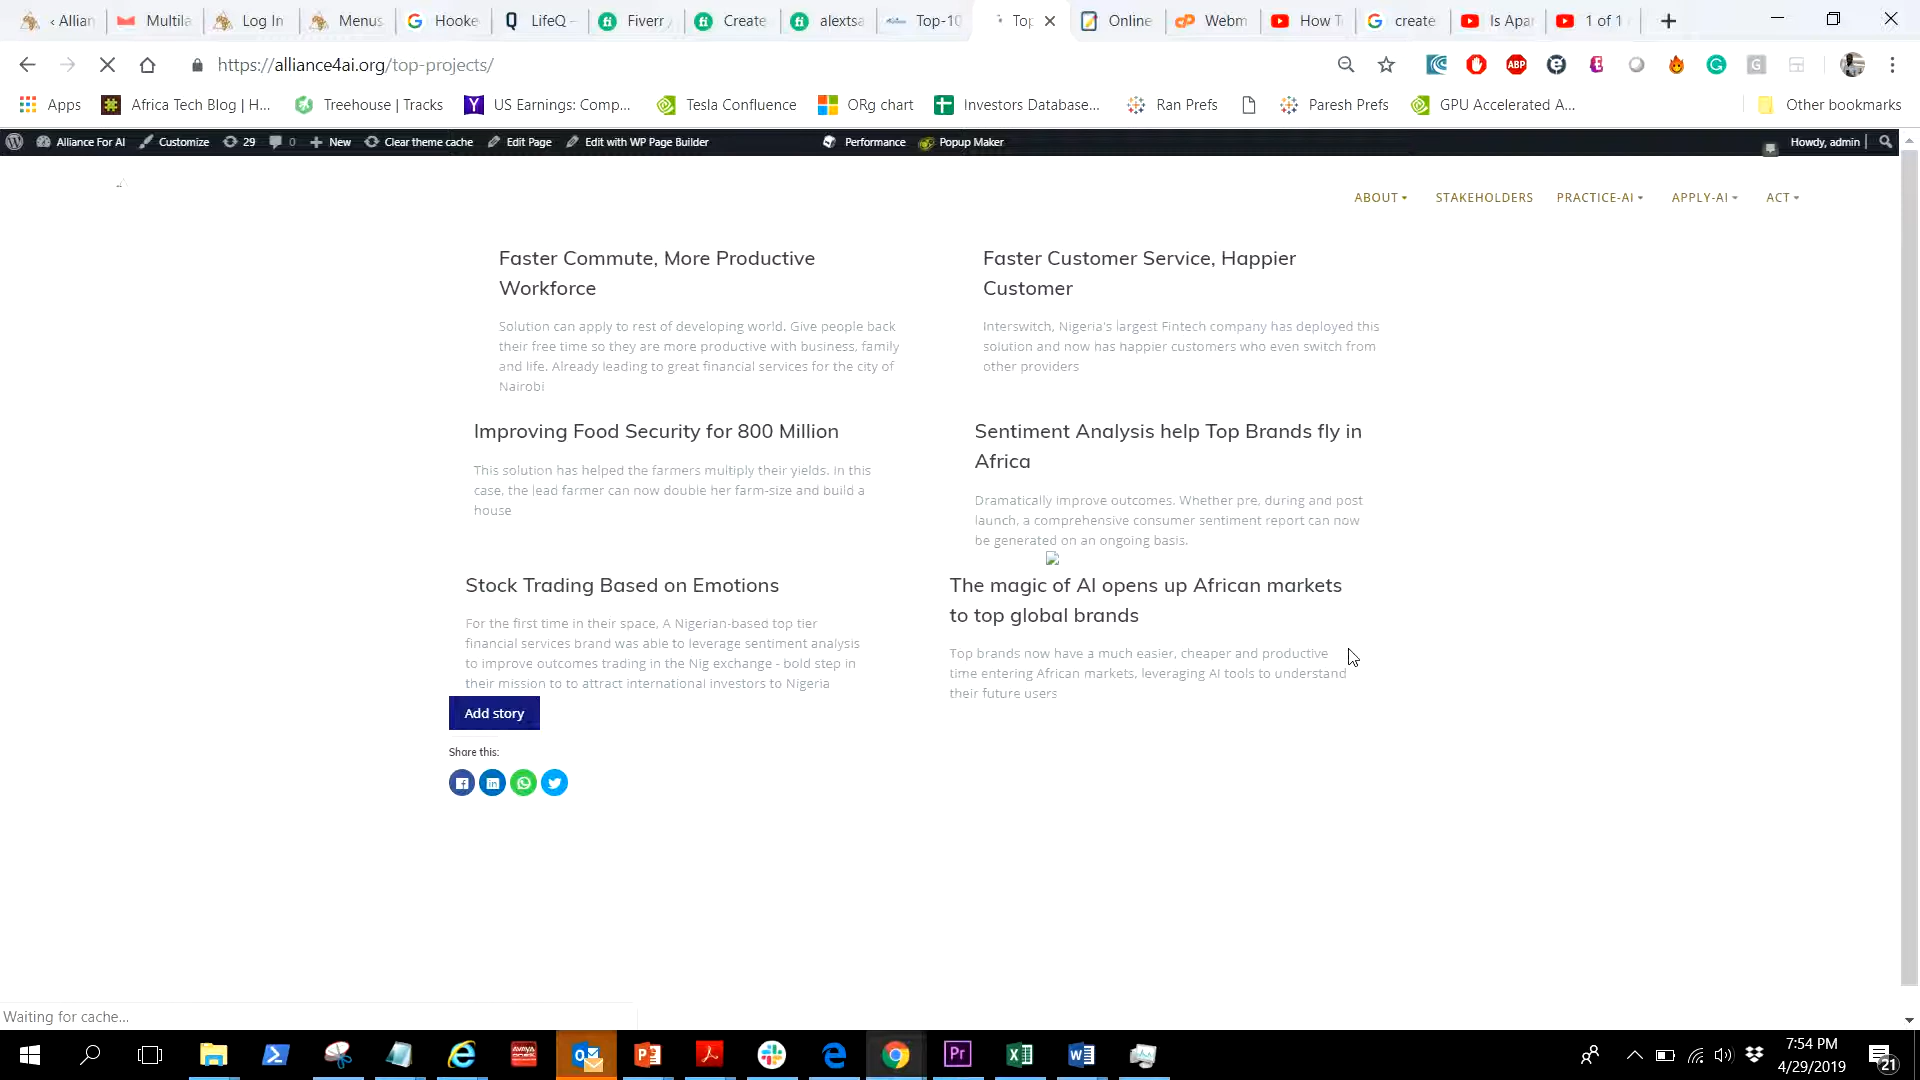 ‹ Allian
Multila
Log In
Menus
Hooke
LifeQ –
Fiverr /
Create
alextsa
Top-10
Top
Online
Webm
How T
create
Is Apar
1 of 1
https://alliance4ai.org/top-projects/
Apps
Africa Tech Blog | H...
Treehouse | Tracks
US Earnings: Comp...
Tesla Confluence
ORg chart
Investors Database...
Ran Prefs
Paresh Prefs
GPU Accelerated A...
Other bookmarks
Alliance For AI
Customize
29
0
New
Clear theme cache
Edit Page
Edit with WP Page Builder
Performance
Popup Maker
Howdy, admin
ABOUT
STAKEHOLDERS
PRACTICE-AI
APPLY-AI
ACT
Faster Commute, More Productive
Workforce
Solution can apply to rest of developing world. Give people back
their free time so they are more productive with business, family
and life. Already leading to great financial services for the city of
Nairobi
Faster Customer Service, Happier
Customer
Interswitch, Nigeria's largest Fintech company has deployed this
solution and now has happier customers who even switch from
other providers
Improving Food Security for 800 Million
This solution has helped the farmers multiply their yields. In this
case, the lead farmer can now double her farm-size and build a
house
Sentiment Analysis help Top Brands fly in
Africa
Dramatically improve outcomes. Whether pre, during and post
launch, a comprehensive consumer sentiment report can now
be generated on an ongoing basis.
Stock Trading Based on Emotions
For the first time in their space, A Nigerian-based top tier
financial services brand was able to leverage sentiment analysis
to improve outcomes trading in the Nig exchange - bold step in
their mission to to attract international investors to Nigeria
The magic of AI opens up African markets
to top global brands
Top brands now have a much easier, cheaper and productive
time entering African markets, leveraging AI tools to understand
their future users
Add story
Share this:
Waiting for cache...
7:54 PM
4/29/2019
21